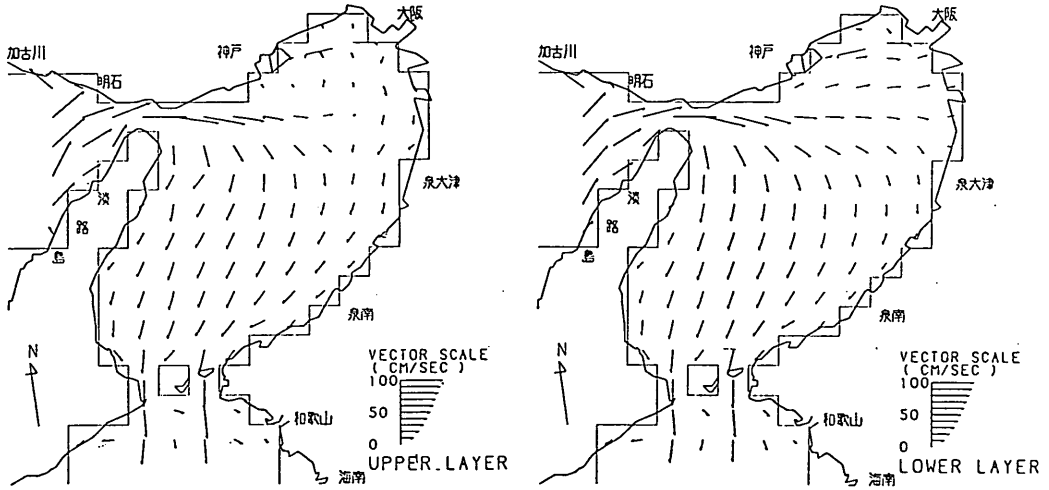 大阪
加古川
神戸
明石
淡
路
島
泉大津
泉南
N
VECTOR SCALE
(CM/SEC)
100
50
0
和歌山
UPPER LAYER
海南
大阪
加古川
神戸
明石
淡
路
島
泉大津
泉南
N
VECTOR SCALE
(CM/SEC)
100
50
0
和歌山
LOWER LAYER
海南